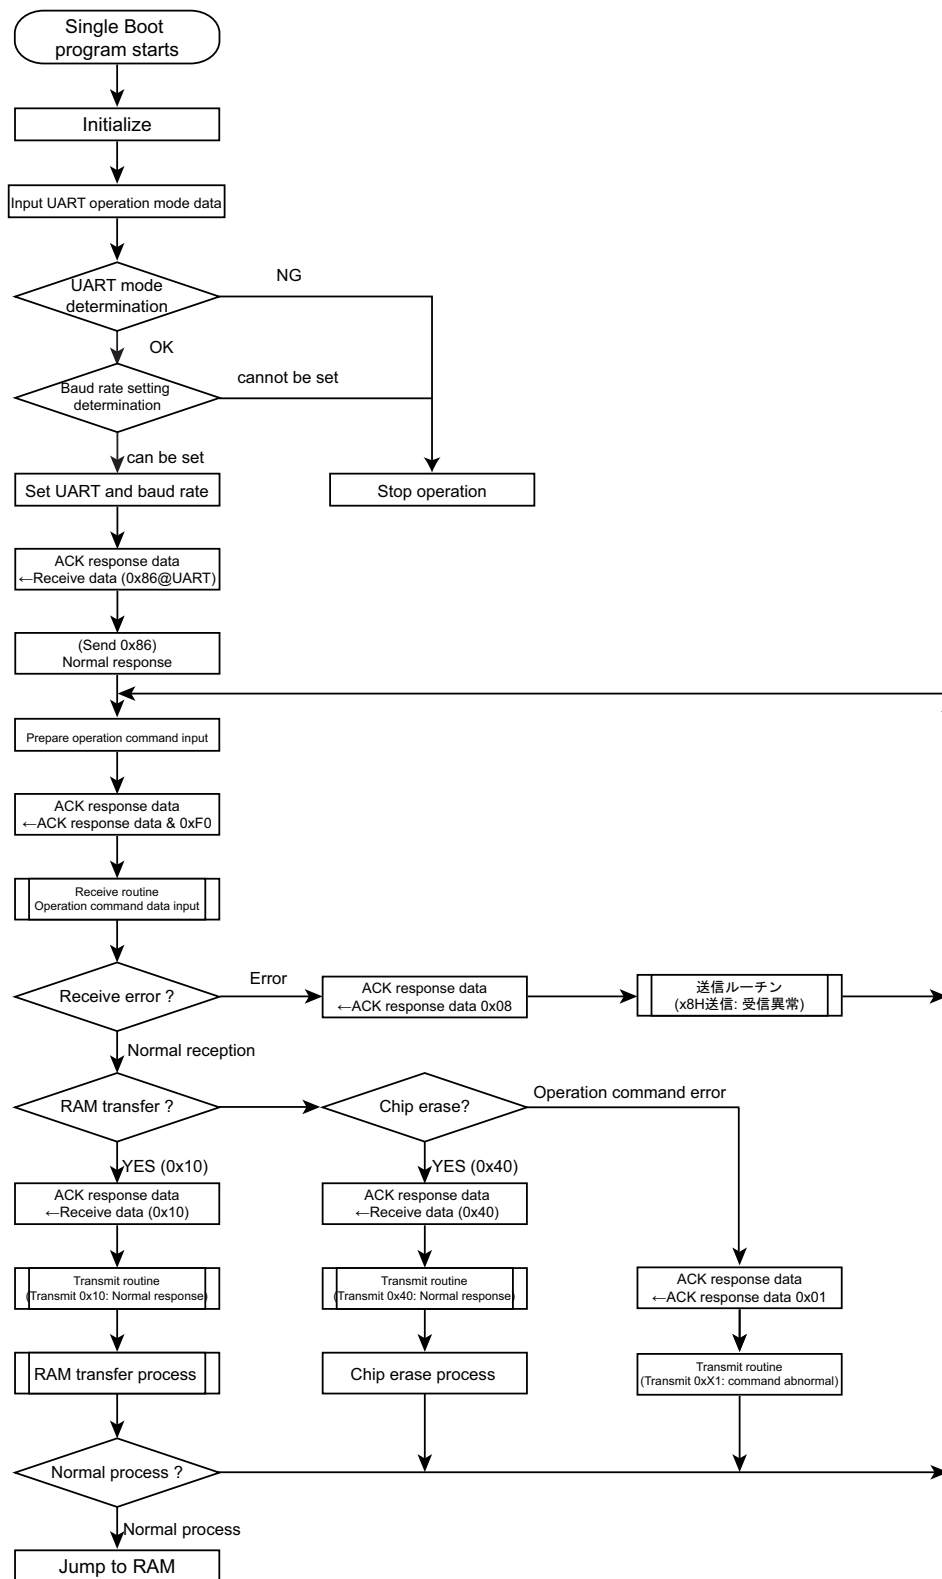 Single Boot
program starts
Initialize
Input UART operation mode data
UART mode
determination
NG
OK
Baud rate setting
determination
cannot be set
can be set
Set UART and baud rate
Stop operation
ACK response data
←Receive data (0x86@UART)
(Send 0x86)
Normal response
Prepare operation command input
ACK response data
←ACK response data & 0xF0
Receive routine
Operation command data input
Receive error ?
Error
ACK response data
←ACK response data 0x08
送信ルーチン
(x8H送信: 受信異常)
Normal reception
RAM transfer ?
Chip erase?
Operation command error
YES (0x10)
YES (0x40)
ACK response data
←Receive data (0x10)
ACK response data
←Receive data (0x40)
Transmit routine
(Transmit 0x10: Normal response)
Transmit routine
(Transmit 0x40: Normal response)
ACK response data
←ACK response data 0x01
RAM transfer process
Chip erase process
Transmit routine
(Transmit 0xX1: command abnormal)
Normal process ?
Normal process
Jump to RAM